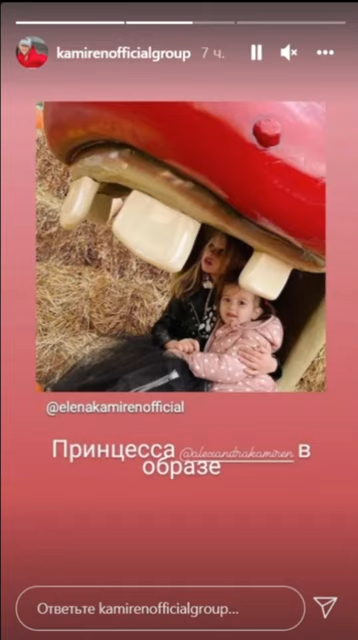 kamirenofficialgroup 7 ч.
@elenakamirenofficial
Принцесса @alexandrakamiren в
образе
Ответьте kamirenofficialgroup...